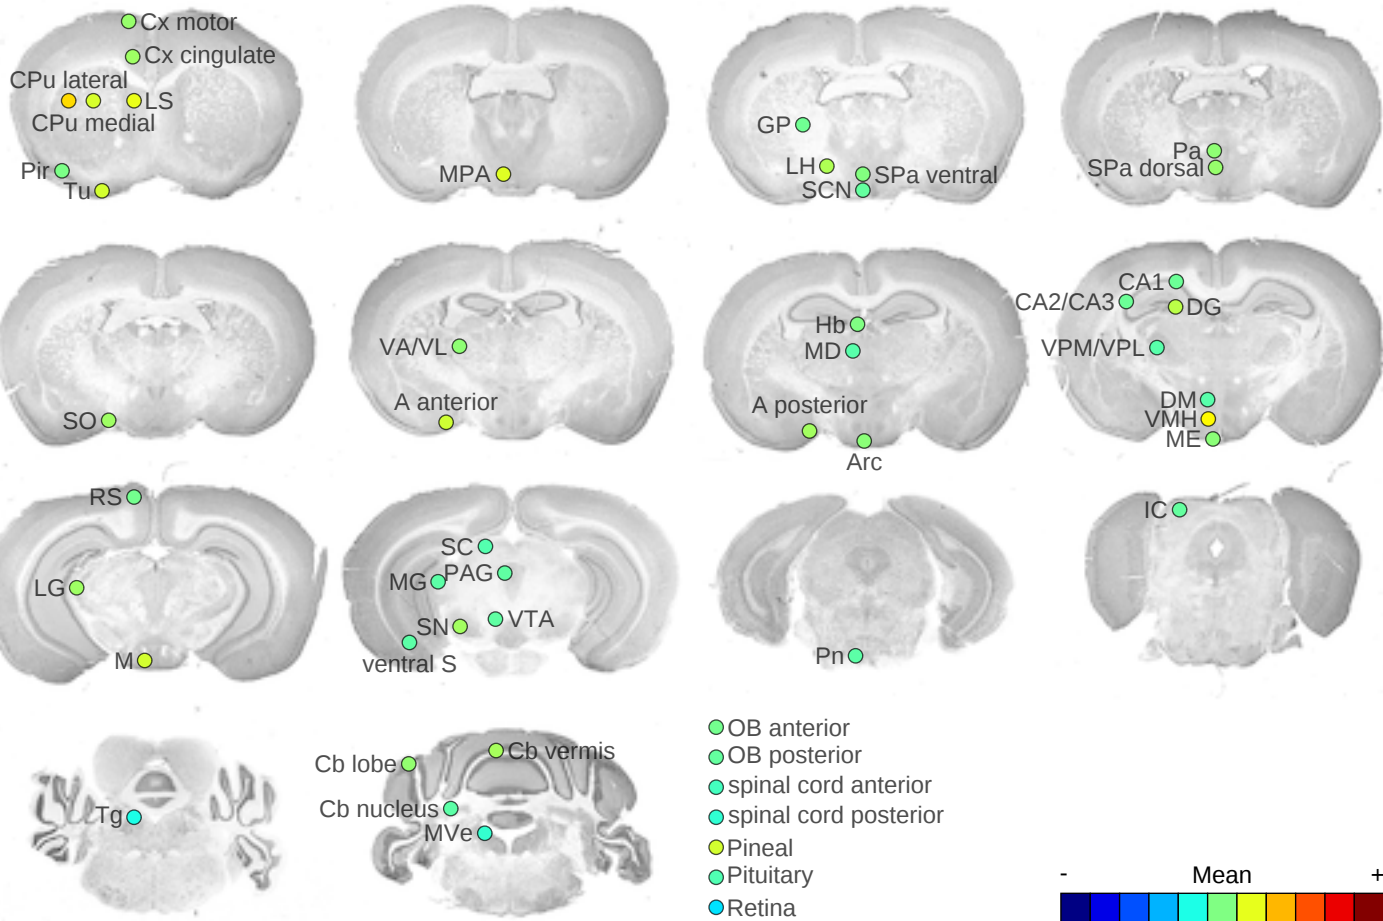 Cx motor
Cx cingulate
CPu lateral
LS
CPu medial
Pir
Tu
MPA
GP
LH
SPa ventral
SCN
Pa
SPa dorsal
SO
VA/VL
A anterior
Hb
MD
A posterior
Arc
CA1
CA2/CA3
DG
VPM/VPL
DM
VMH
ME
RS
LG
M
SC
PAG
MG
VTA
SN
ventral S
Pn
IC
Tg
Cb lobe
Cb vermis
Cb nucleus
MVe
OB anterior
OB posterior
spinal cord anterior
spinal cord posterior
Pineal
Pituitary
Retina
- Mean +